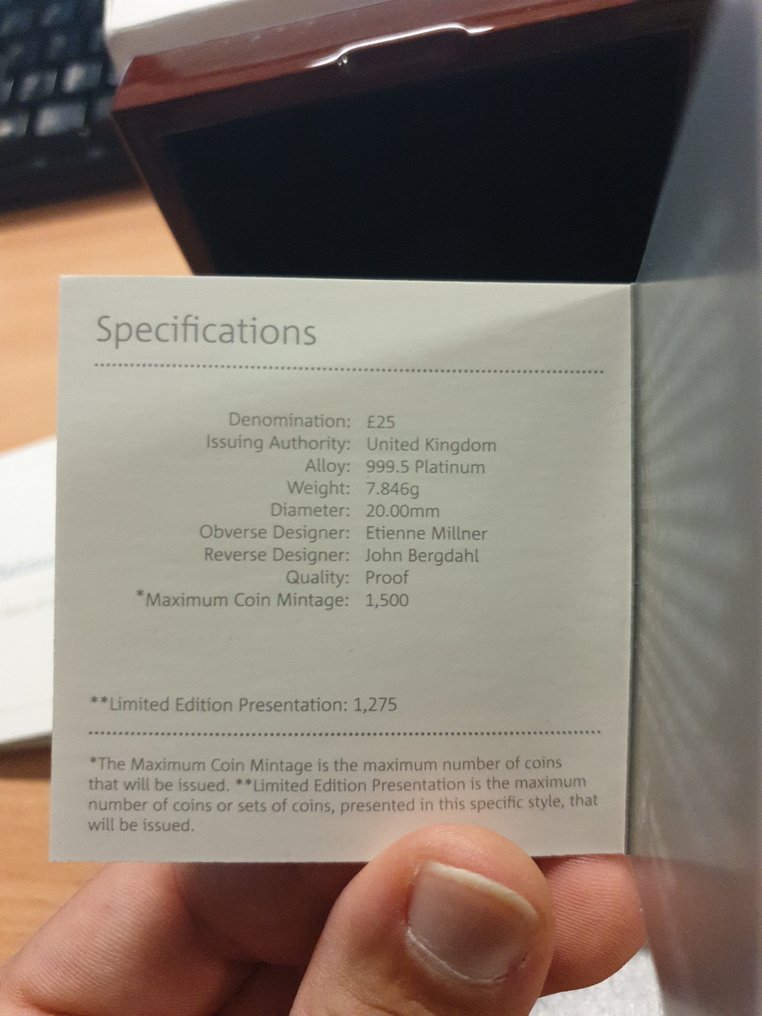 Specifications
Denomination: £25
Issuing Authority: United Kingdom
Alloy: 999.5 Platinum
Weight: 7.846g
Diameter: 20.00mm
Obverse Designer: Etienne Millner
Reverse Designer: John Bergdahl
Quality: Proof
*Maximum Coin Mintage: 1,500
**Limited Edition Presentation: 1,275
*The Maximum Coin Mintage is the maximum number of coins
that will be issued. **Limited Edition Presentation is the maximum
number of coins or sets of coins, presented in this specific style, that
will be issued.